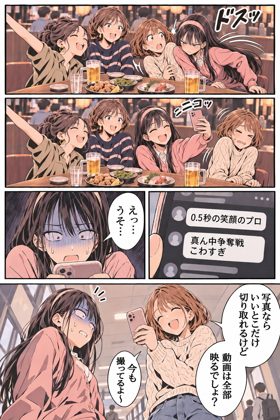 ドスッ
ニコッ
0.5秒の笑顔のプロ
真ん中争奪戦
こわすぎ
えっ…
うそ…
写真なら
いいとこだけ
切り取れるけど
動画は全部
映るでしょ？
今も
撮ってるよ〜